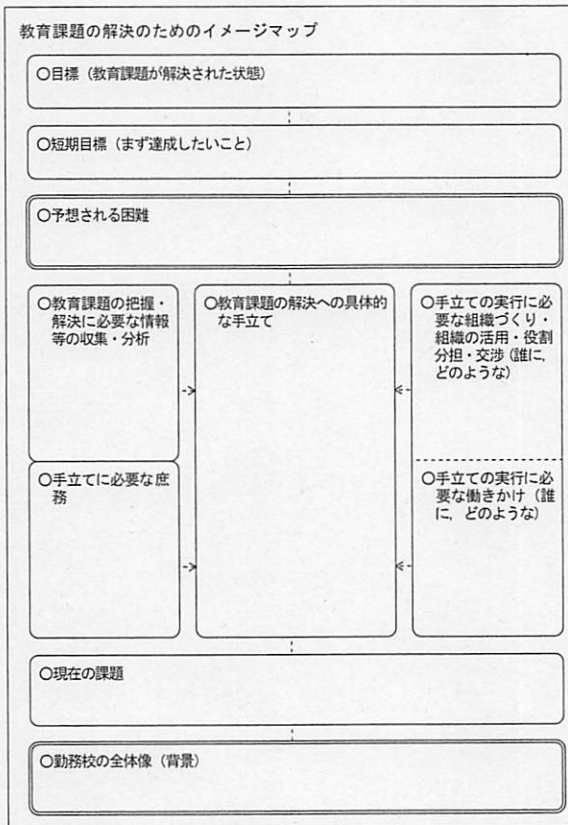 教育課題の解決のためのイメージマップ
○目標（教育課題が解決された状態）
○短期目標（まず達成したいこと）
○予想される困難
○教育課題の把握・
解決に必要な情報
等の収集・分析
○手立てに必要な庶
務
○教育課題の解決への具体的
な手立て
○手立ての実行に必
要な組織づくり・
組織の活用・役割
分担・交渉（誰に，
どのような）
○手立ての実行に必
要な働きかけ（誰
に，どのような）
○現在の課題
○勤務校の全体像（背景）